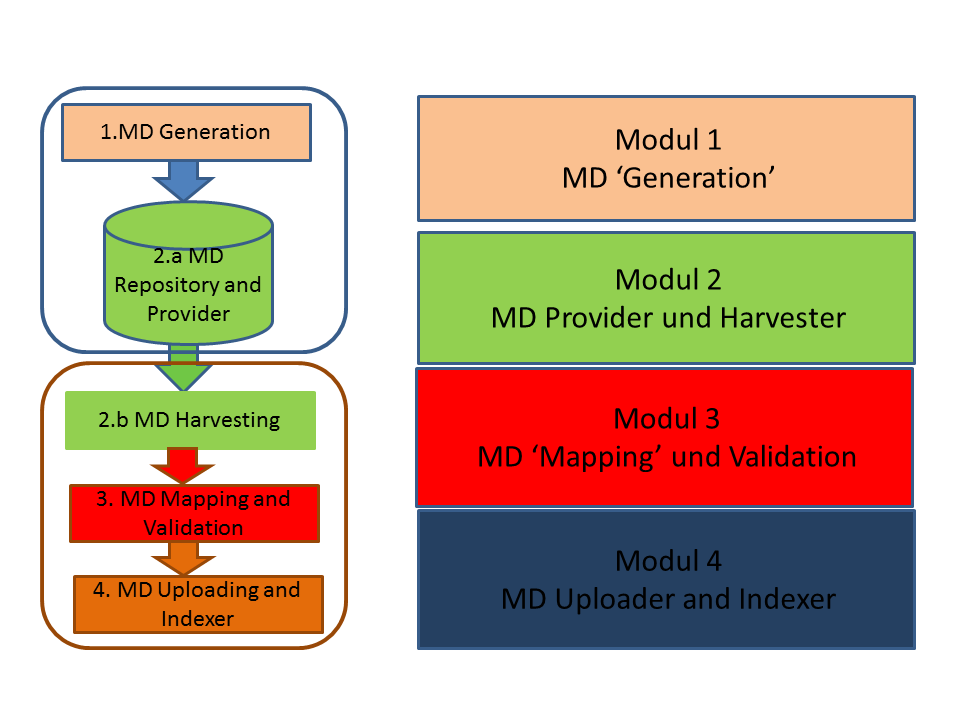 1.MD Generation
2.a MD
Repository and
Provider
2.b MD Harvesting
3. MD Mapping and
Validation
4. MD Uploading and
Indexer
Modul 1
MD ‘Generation’
Modul 2
MD Provider und Harvester
Modul 3
MD ‘Mapping’ und Validation
Modul 4
MD Uploader and Indexer